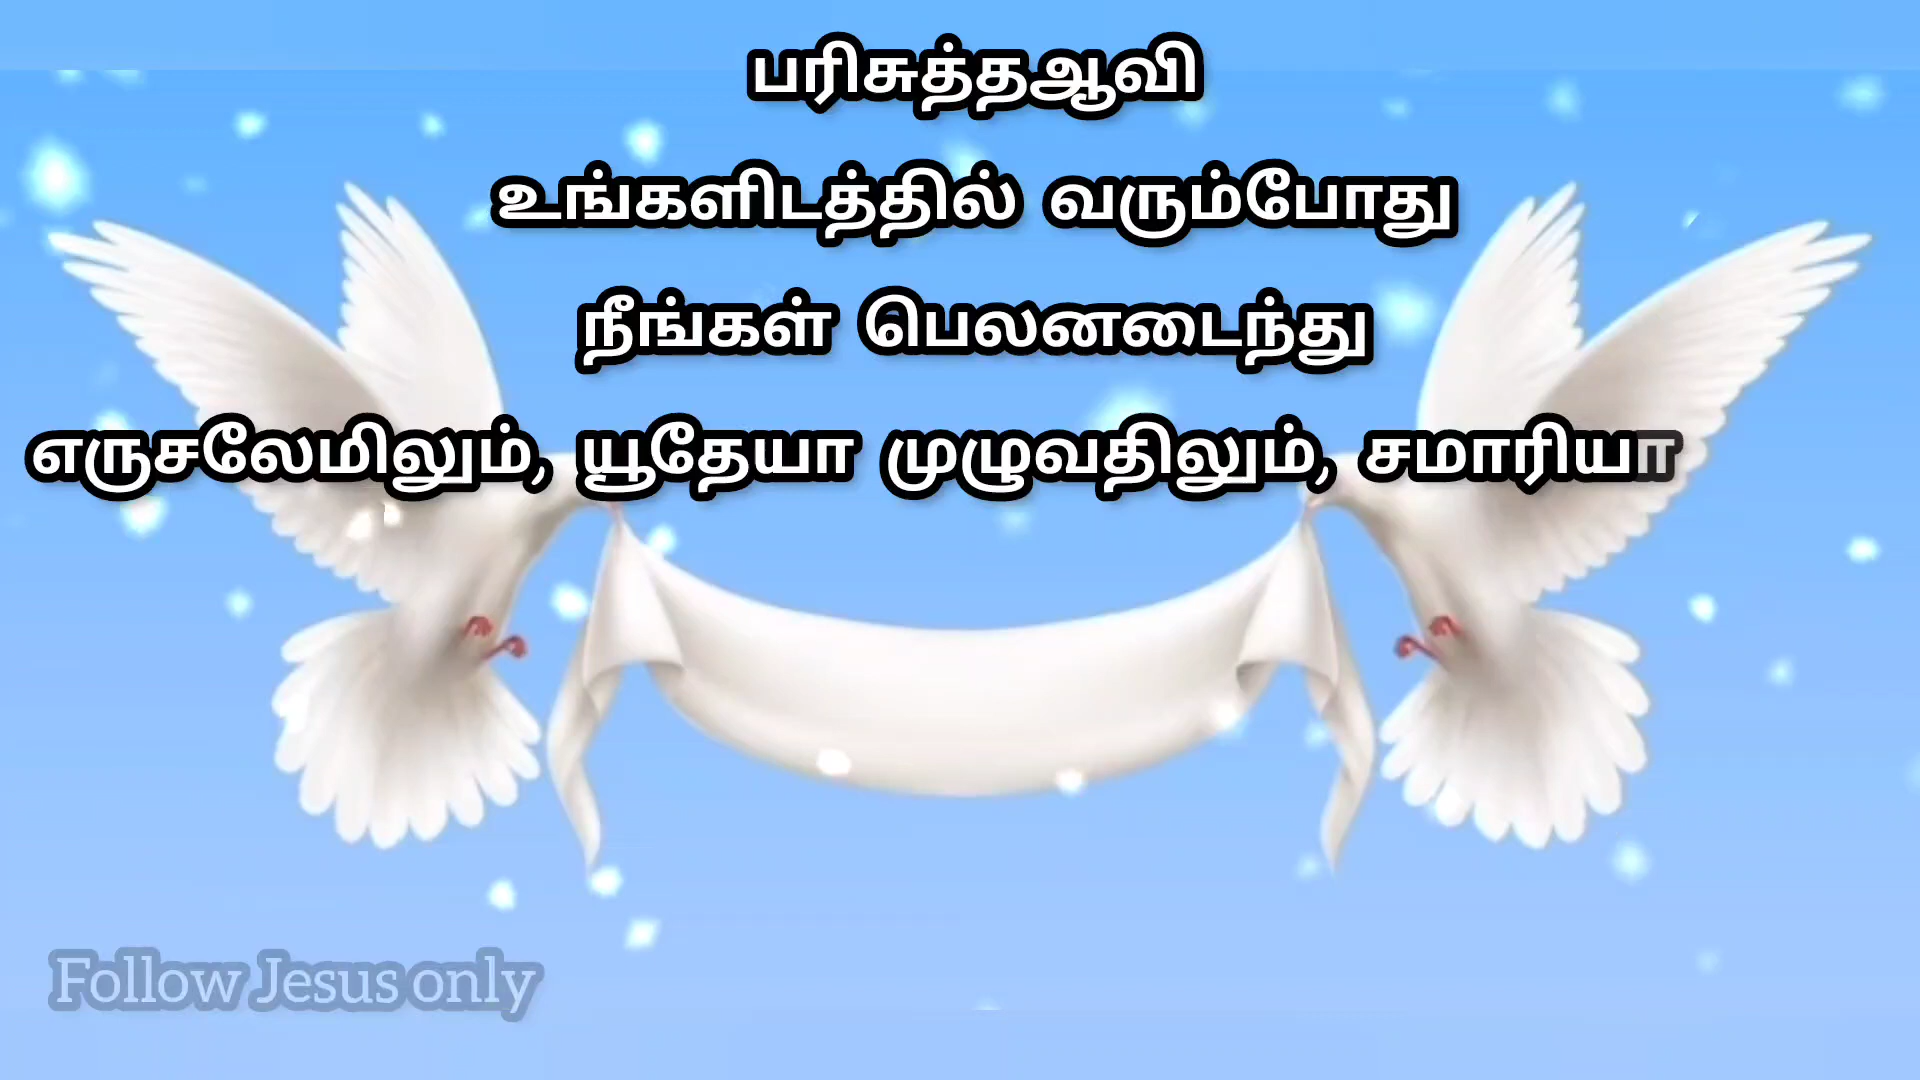 பரிசுத்தஆவி
உங்களிடத்தில் வரும்போது
நீங்கள் பெலனடைந்து
எருசலேமிலும், யூதேயா முழுவதிலும், சமாரியா
Follow Jesus only